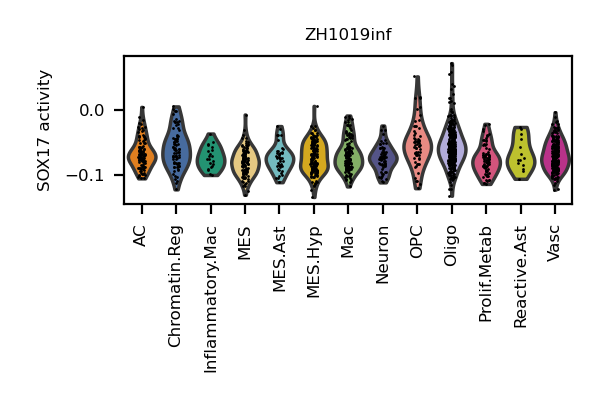 ZH1019inf
SOX17 activity
0.0
−0.1
AC
Chromatin.Reg
Inflammatory.Mac
MES
MES.Ast
MES.Hyp
Mac
Neuron
OPC
Oligo
Prolif.Metab
Reactive.Ast
Vasc